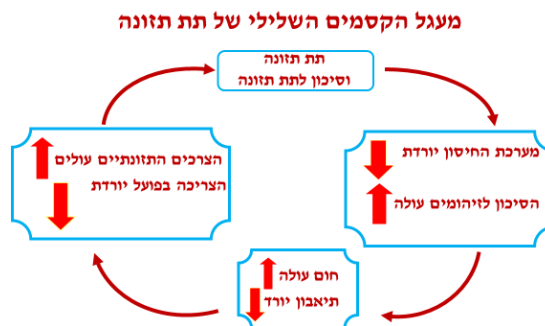 מעגל הקסמים השלילי של תת תזונה
תת תזונה
וסיכון לתת תזונה
מערכת החיסון יורדת
הסיכון לזיהומים עולה
חום עולה
תיאבון יורד
הצרכים התזונתיים עולים
הצריכה בפועל יורדת